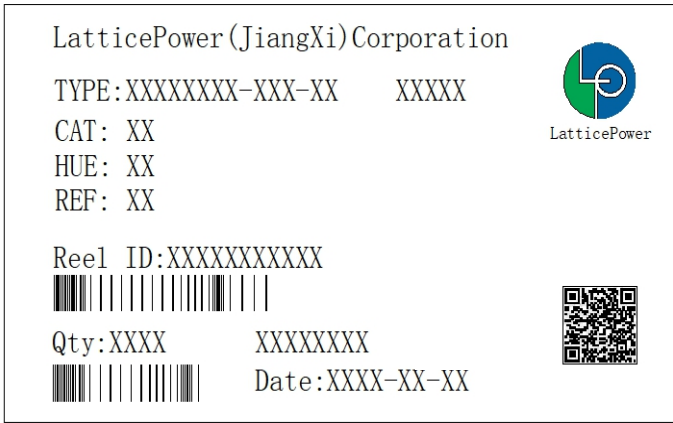 LatticePower(JiangXi)Corporation
TYPE:XXXXXXXX-XXX-XX XXXXX
LatticePower
CAT: XX
HUE: XX
REF: XX
Reel ID:XXXXXXXXXXX
Qty:XXXX XXXXXXXX
Date:XXXX-XX-XX